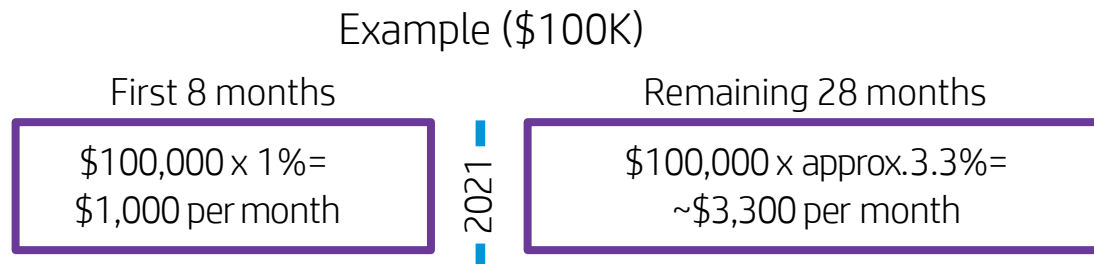 Example ($100K)
First 8 months
$100,000 x 1%=
$1,000 per month
2021
Remaining 28 months
$100,000 x approx.3.3%=
~$3,300 per month